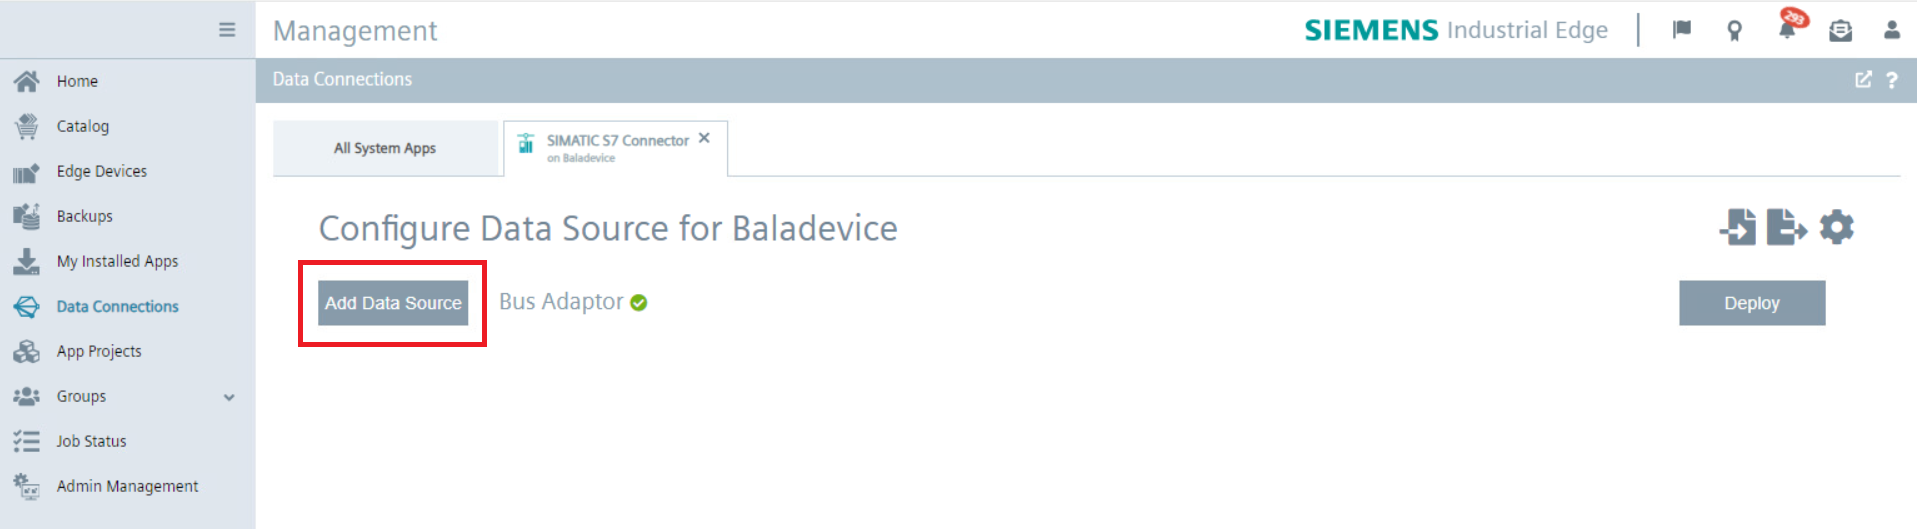 Management
SIEMENS Industrial Edge
293
Home
Catalog
Edge Devices
Backups
My Installed Apps
Data Connections
App Projects
Groups
Job Status
Admin Management
Data Connections
?
All System Apps
SIMATIC S7 Connector
on Baladevice
Configure Data Source for Baladevice
Add Data Source
Bus Adaptor
Deploy